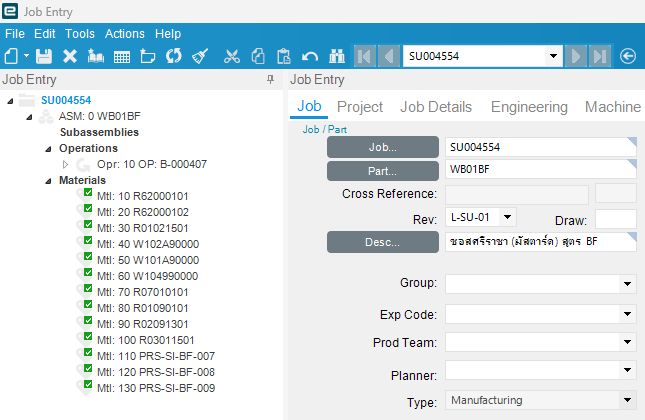 Job Entry
File Edit Tools Actions Help
SU004554
Job Entry
SU004554
ASM: 0 WB01BF
Subassemblies
Operations
Opr: 10 OP: B-000407
Materials
Mtl: 10 R62000101
Mtl: 20 R62000102
Mtl: 30 R01021501
Mtl: 40 W102A90000
Mtl: 50 W101A90000
Mtl: 60 W104990000
Mtl: 70 R07010101
Mtl: 80 R01090101
Mtl: 90 R02091301
Mtl: 100 R03011501
Mtl: 110 PRS-SI-BF-007
Mtl: 120 PRS-SI-BF-008
Mtl: 130 PRS-SI-BF-009
Job Entry
Job Project Job Details Engineering Machine
Job / Part
Job... SU004554
Part... WB01BF
Cross Reference:
Rev: L-SU-01 Draw:
Desc... ซอสศรีราชา (มัสตาร์ด) สูตร BF
Group:
Exp Code:
Prod Team:
Planner:
Type: Manufacturing